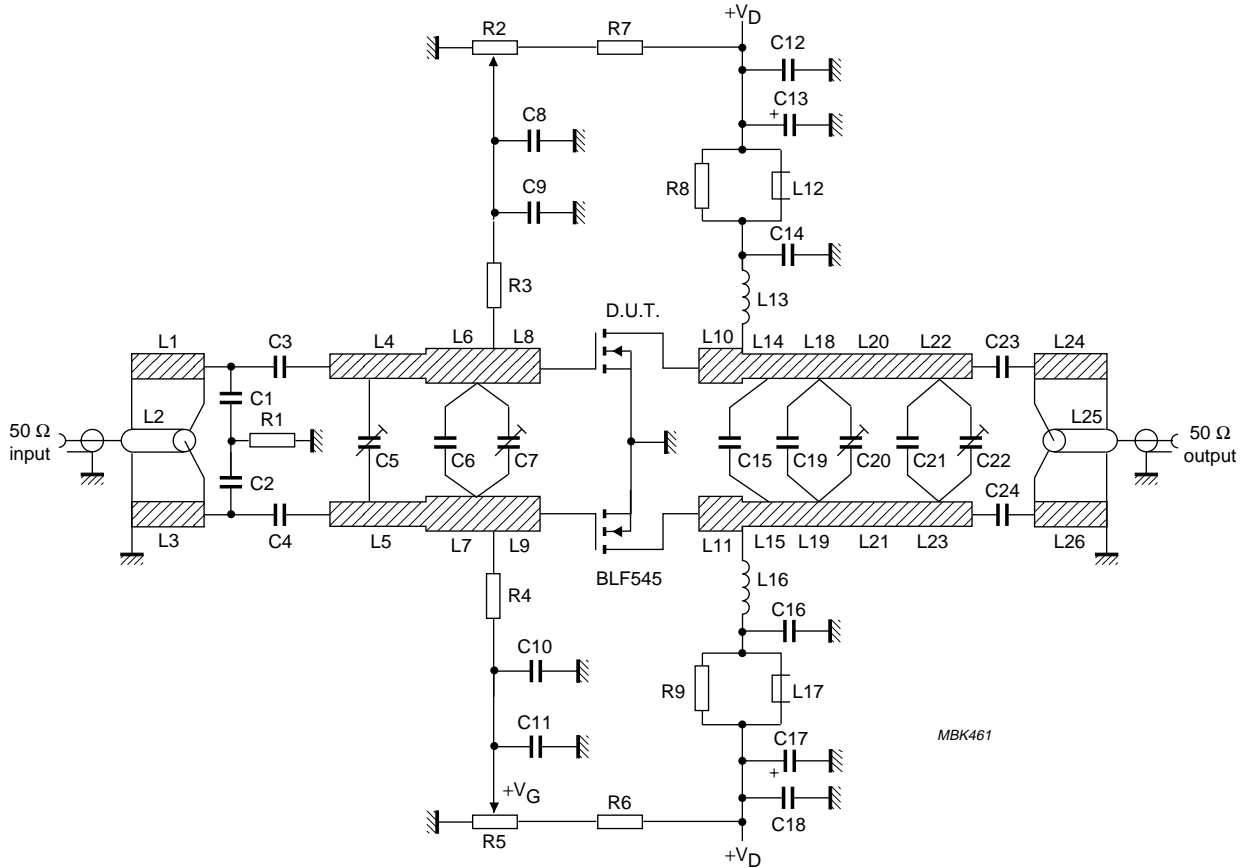 +VD
R2
R7
C12
C13
+
C8
R8
L12
C9
C14
R3
L13
D.U.T.
L1
C3
L4
L6
L8
L10
L14
L18
L20
L22
C23
L24
C1
L2
R1
L25
50 Ω
input
50 Ω
output
C5
C6
C7
C15
C19
C20
C21
C22
C2
C24
L3
C4
L5
L7
L9
L11
L15
L19
L21
L23
L26
BLF545
L16
R4
C16
C10
R9
L17
C11
C17
MBK461
+
+VG
R6
C18
R5
+VD